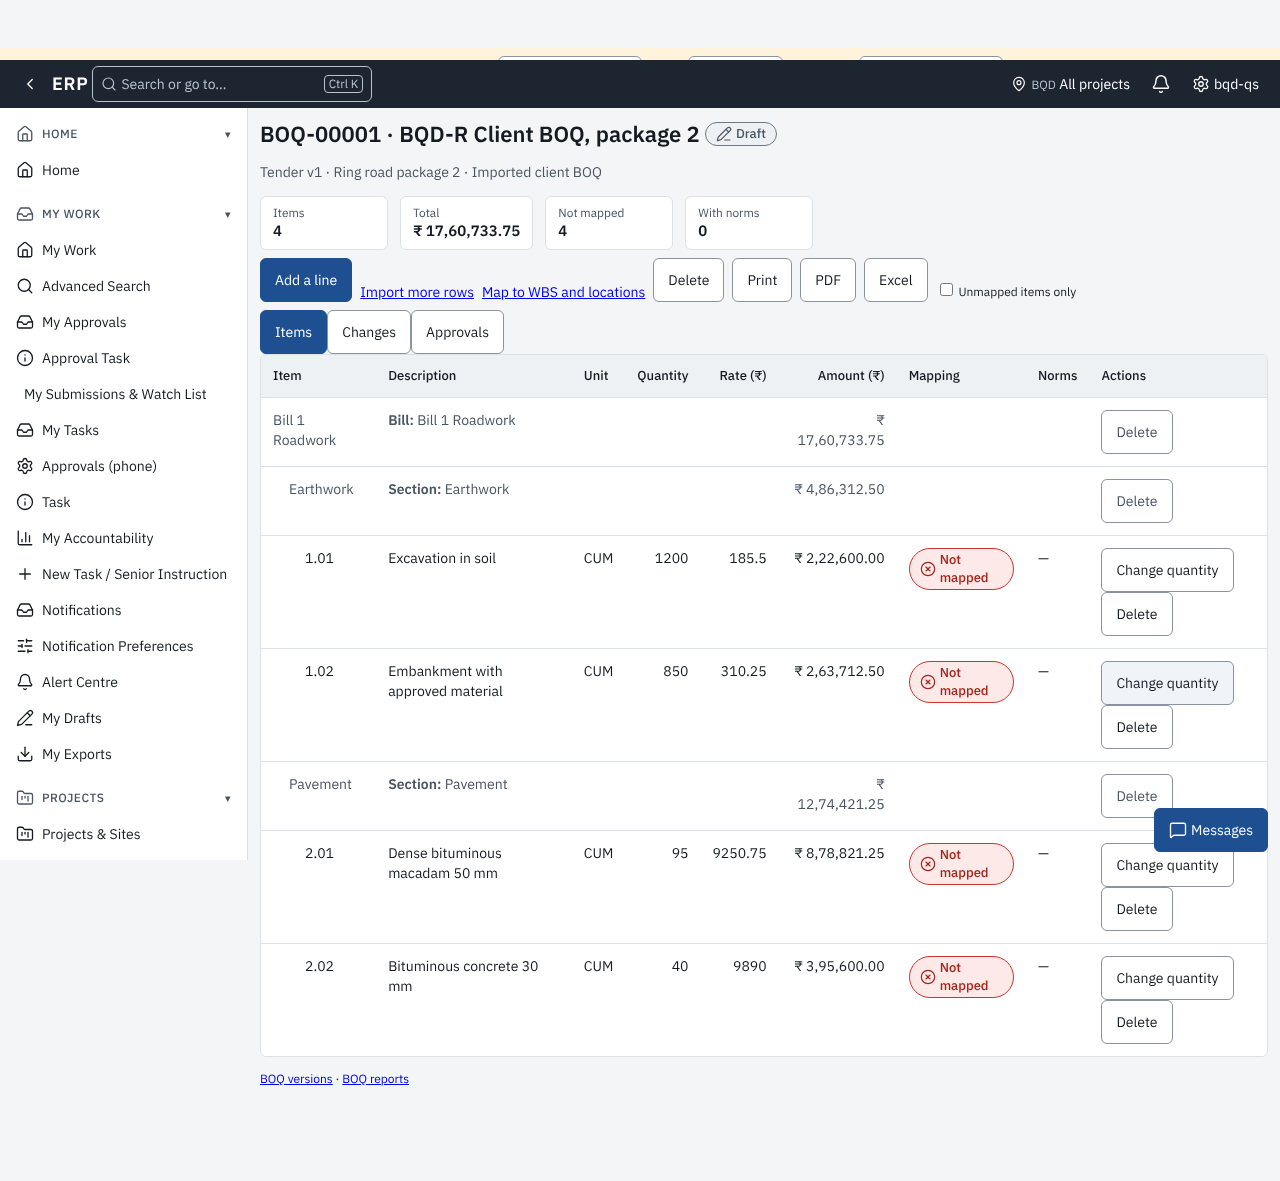 ERP
Search or go to...
Ctrl K
BQD All projects
bqd-qs
HOME
Home
MY WORK
My Work
Advanced Search
My Approvals
Approval Task
My Submissions & Watch List
My Tasks
Approvals (phone)
Task
My Accountability
New Task / Senior Instruction
Notifications
Notification Preferences
Alert Centre
My Drafts
My Exports
PROJECTS
Projects & Sites
BOQ-00001 · BQD-R Client BOQ, package 2
Draft
Tender v1 · Ring road package 2 · Imported client BOQ
Items
4
Total
₹ 17,60,733.75
Not mapped
4
With norms
0
Add a line
Import more rows
Map to WBS and locations
Delete
Print
PDF
Excel
Unmapped items only
Items
Changes
Approvals
Item Description Unit Quantity Rate (₹) Amount (₹) Mapping Norms Actions
Bill 1
Roadwork
Bill: Bill 1 Roadwork
₹
17,60,733.75
Delete
Earthwork
Section: Earthwork
₹ 4,86,312.50
Delete
1.01
Excavation in soil
CUM
1200
185.5
₹ 2,22,600.00
Not
mapped
—
Change quantity
Delete
1.02
Embankment with
approved material
CUM
850
310.25
₹ 2,63,712.50
Not
mapped
—
Change quantity
Delete
Pavement
Section: Pavement
₹
12,74,421.25
Delete
Messages
2.01
Dense bituminous
macadam 50 mm
CUM
95
9250.75
₹ 8,78,821.25
Not
mapped
—
Change quantity
Delete
2.02
Bituminous concrete 30
mm
CUM
40
9890
₹ 3,95,600.00
Not
mapped
—
Change quantity
Delete
BOQ versions · BOQ reports